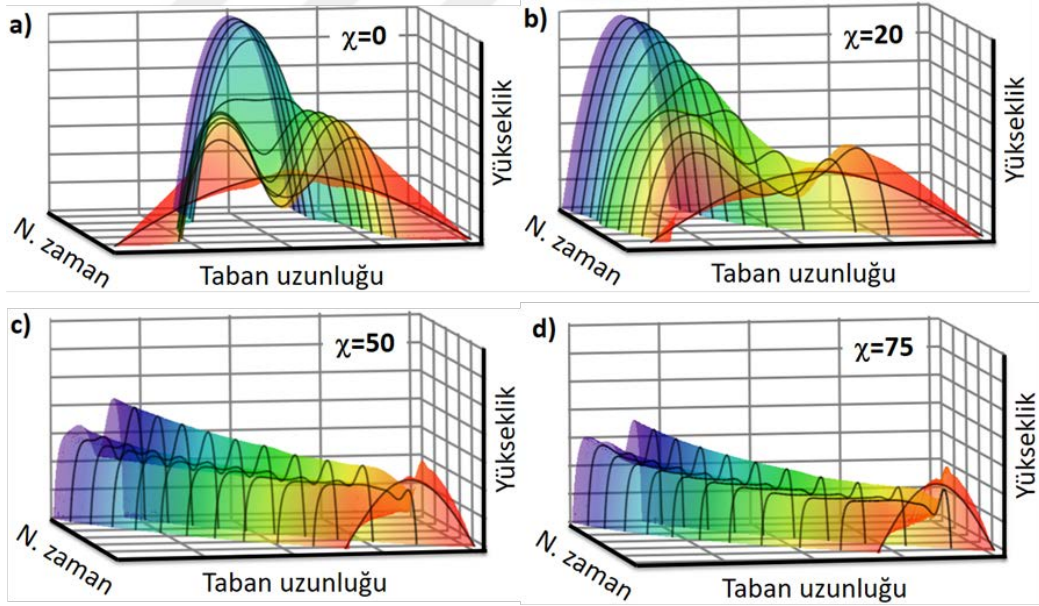 a)
χ=0
Yükseklik
N. zaman
Taban uzunluğu
b)
χ=20
Yükseklik
N. zaman
Taban uzunluğu
c)
χ=50
Yükseklik
N. zaman
Taban uzunluğu
d)
χ=75
Yükseklik
N. zaman
Taban uzunluğu